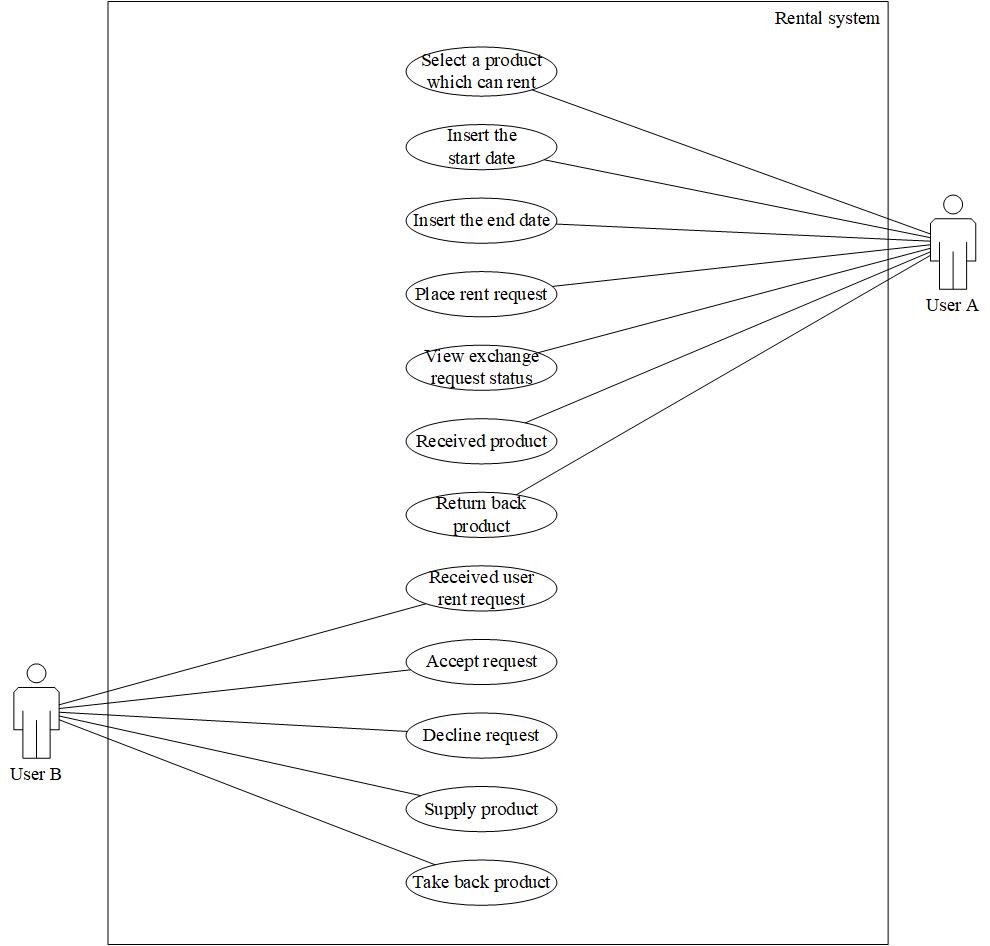 Rental system
Select a product
which can rent
Insert the
start date
Insert the end date
Place rent request
User A
View exchange
request status
Received product
Return back
product
Received user
rent request
Accept request
Decline request
User B
Supply product
Take back product